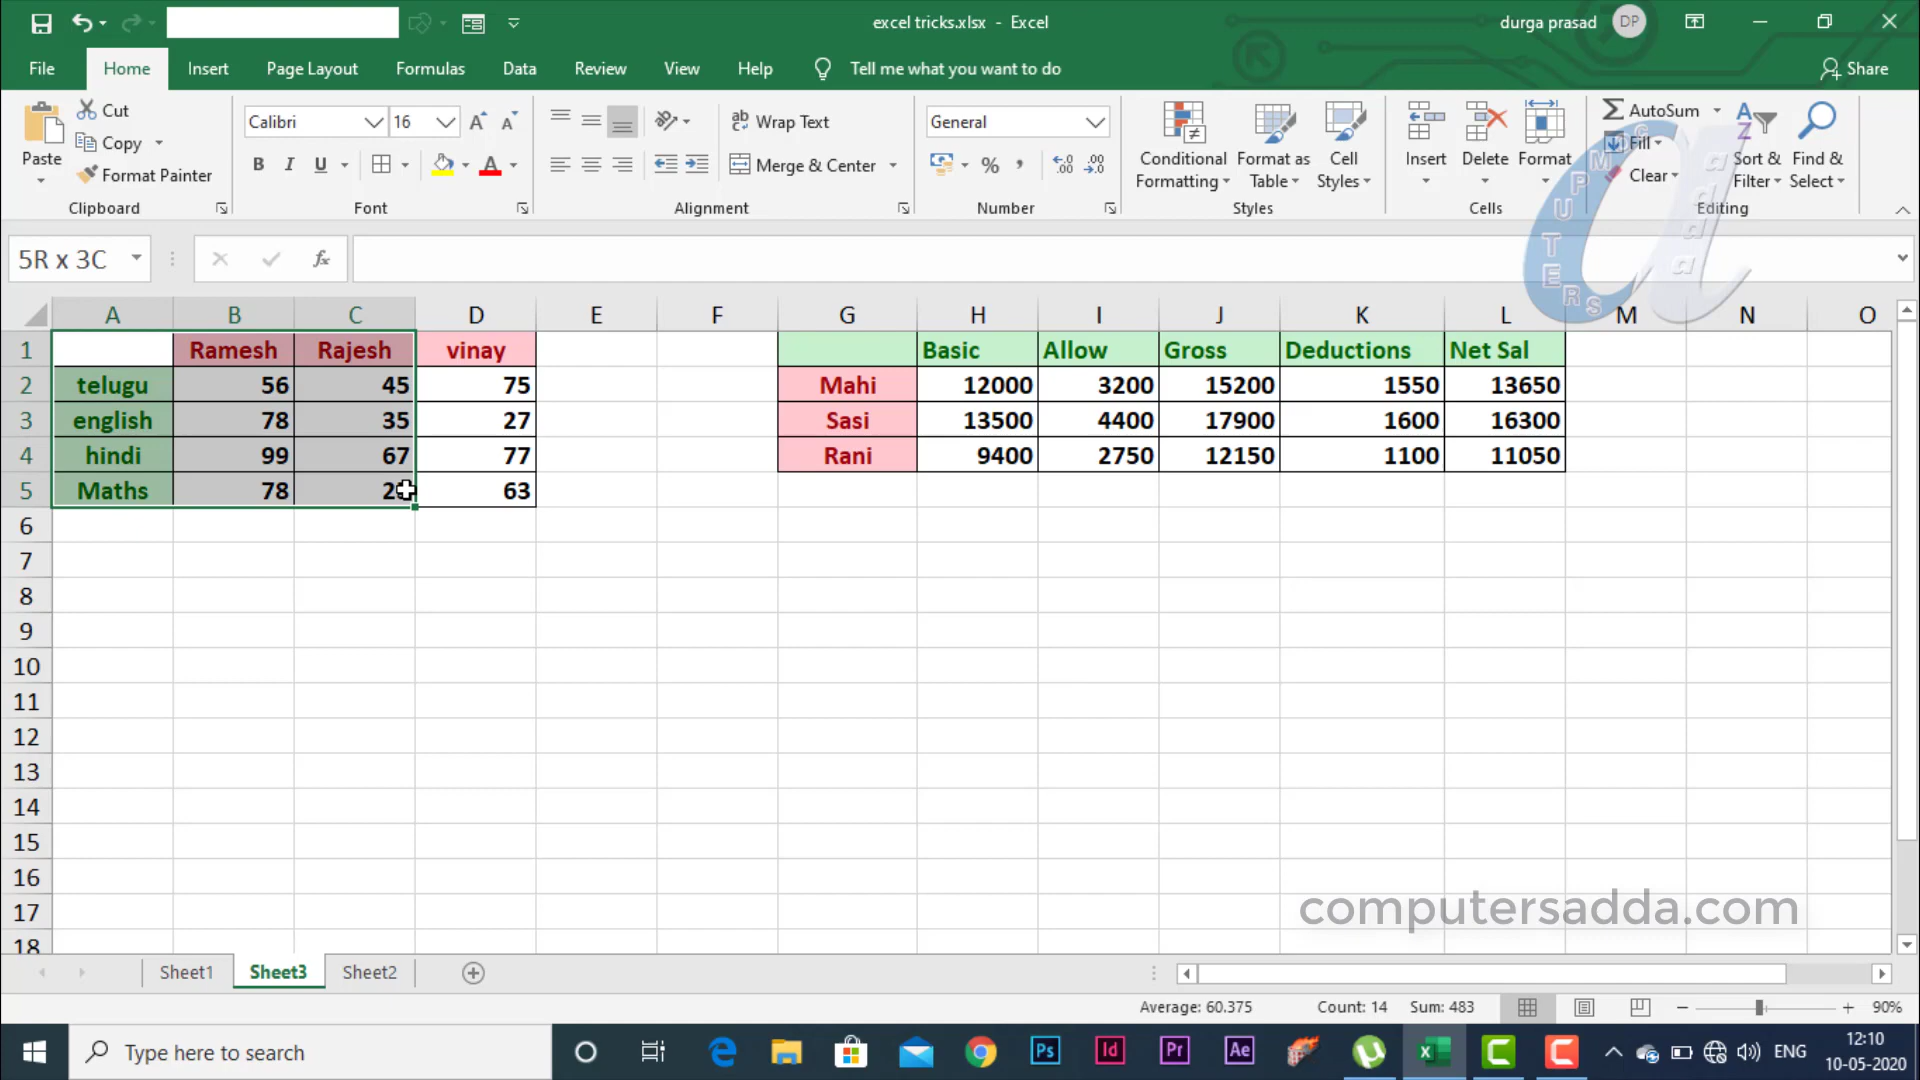 excel tricks.xlsx - Excel
durga prasad DP
File Home Insert Page Layout Formulas Data Review View Help Tell me what you want to do Share
Paste
Cut
Copy
Format Painter
Clipboard
Calibri 16
B I U A
Font
Wrap Text
Merge & Center
Alignment
General
%
Number
Conditional Formatting
Format as Table
Cell Styles
Styles
Insert Delete Format
Cells
AutoSum
Fill
Clear
Sort & Filter
Find & Select
Editing
COMPUTERS
adda
5R x 3C fx
A B C D E F G H I J K L M N O
1 Ramesh Rajesh vinay Basic Allow Gross Deductions Net Sal
2 telugu 56 45 75 Mahi 12000 3200 15200 1550 13650
3 english 78 35 27 Sasi 13500 4400 17900 1600 16300
4 hindi 99 67 77 Rani 9400 2750 12150 1100 11050
5 Maths 78 63
6
7
8
9
10
11
12
13
14
15
16
17
18
computersadda.com
Sheet1 Sheet3 Sheet2
Average: 60.375 Count: 14 Sum: 483 90%
Type here to search
Ps Id Pr Ae
ENG
12:10
10-05-2020